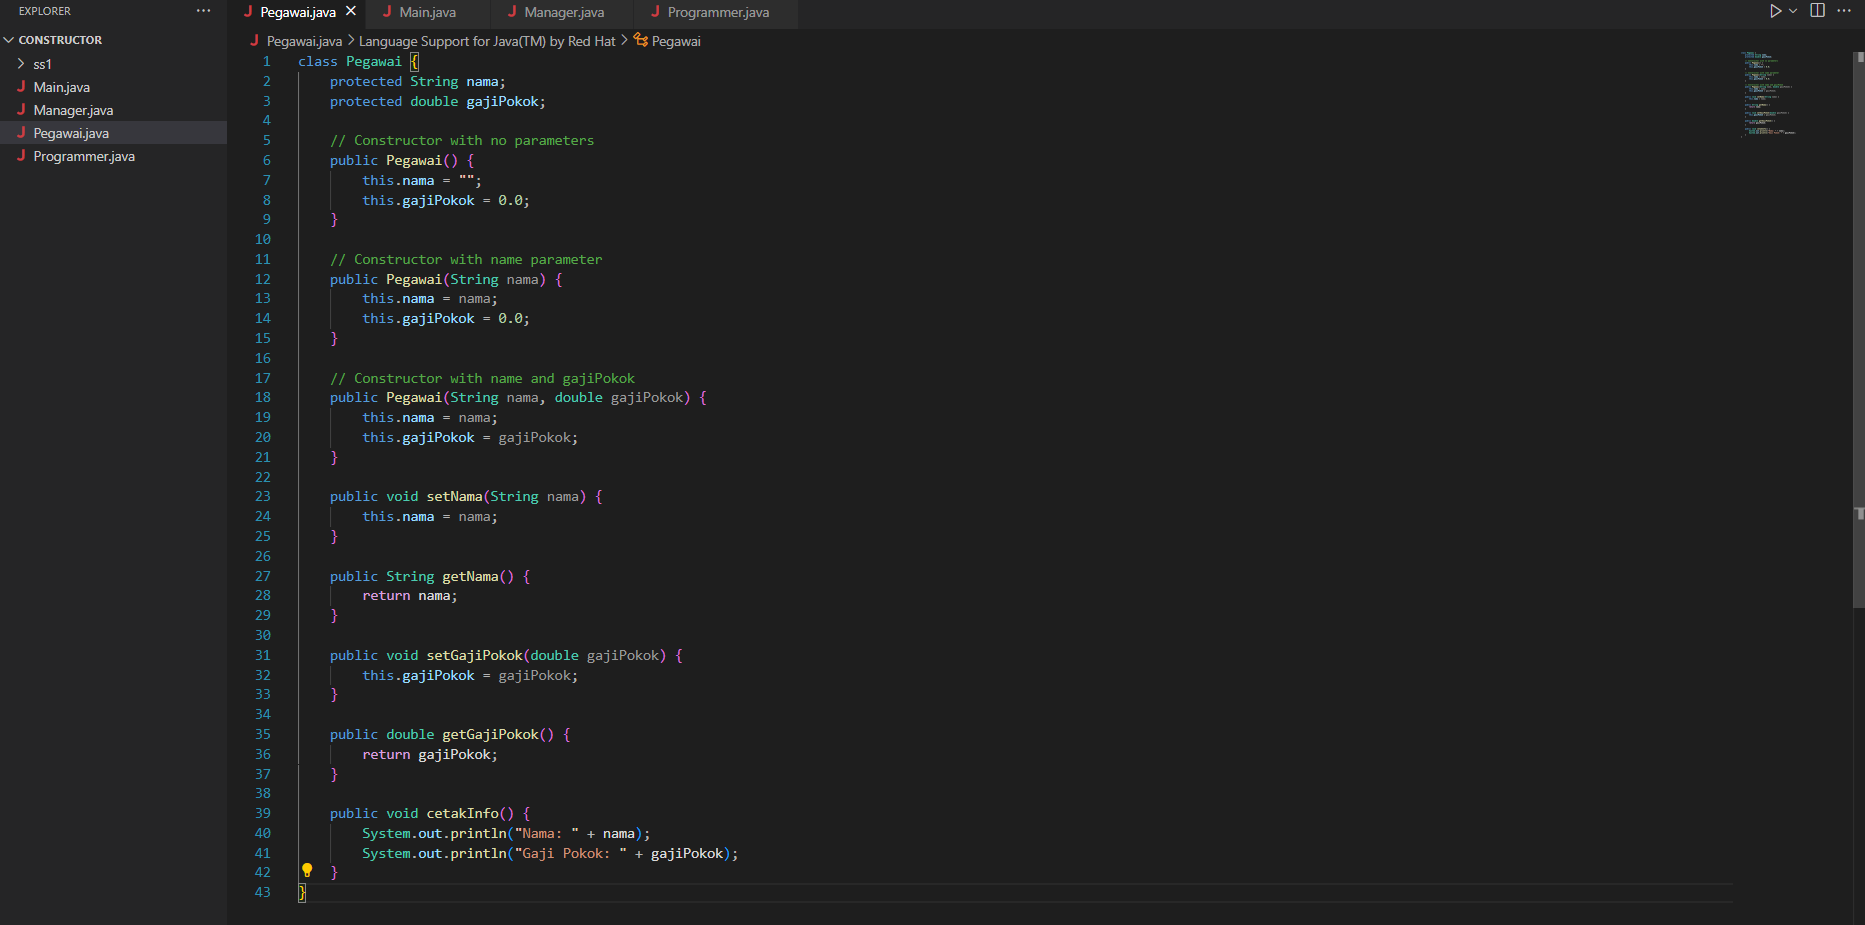 EXPLORER
CONSTRUCTOR
ss1
Main.java
Manager.java
Pegawai.java
Programmer.java
Pegawai.java Main.java Manager.java Programmer.java
Pegawai.java > Language Support for Java(TM) by Red Hat > Pegawai
1 class Pegawai {
2     protected String nama;
3     protected double gajiPokok;
4
5     // Constructor with no parameters
6     public Pegawai() {
7         this.nama = "";
8         this.gajiPokok = 0.0;
9     }
10
11     // Constructor with name parameter
12     public Pegawai(String nama) {
13         this.nama = nama;
14         this.gajiPokok = 0.0;
15     }
16
17     // Constructor with name and gajiPokok
18     public Pegawai(String nama, double gajiPokok) {
19         this.nama = nama;
20         this.gajiPokok = gajiPokok;
21     }
22
23     public void setNama(String nama) {
24         this.nama = nama;
25     }
26
27     public String getNama() {
28         return nama;
29     }
30
31     public void setGajiPokok(double gajiPokok) {
32         this.gajiPokok = gajiPokok;
33     }
34
35     public double getGajiPokok() {
36         return gajiPokok;
37     }
38
39     public void cetakInfo() {
40         System.out.println("Nama: " + nama);
41         System.out.println("Gaji Pokok: " + gajiPokok);
42     }
43 }